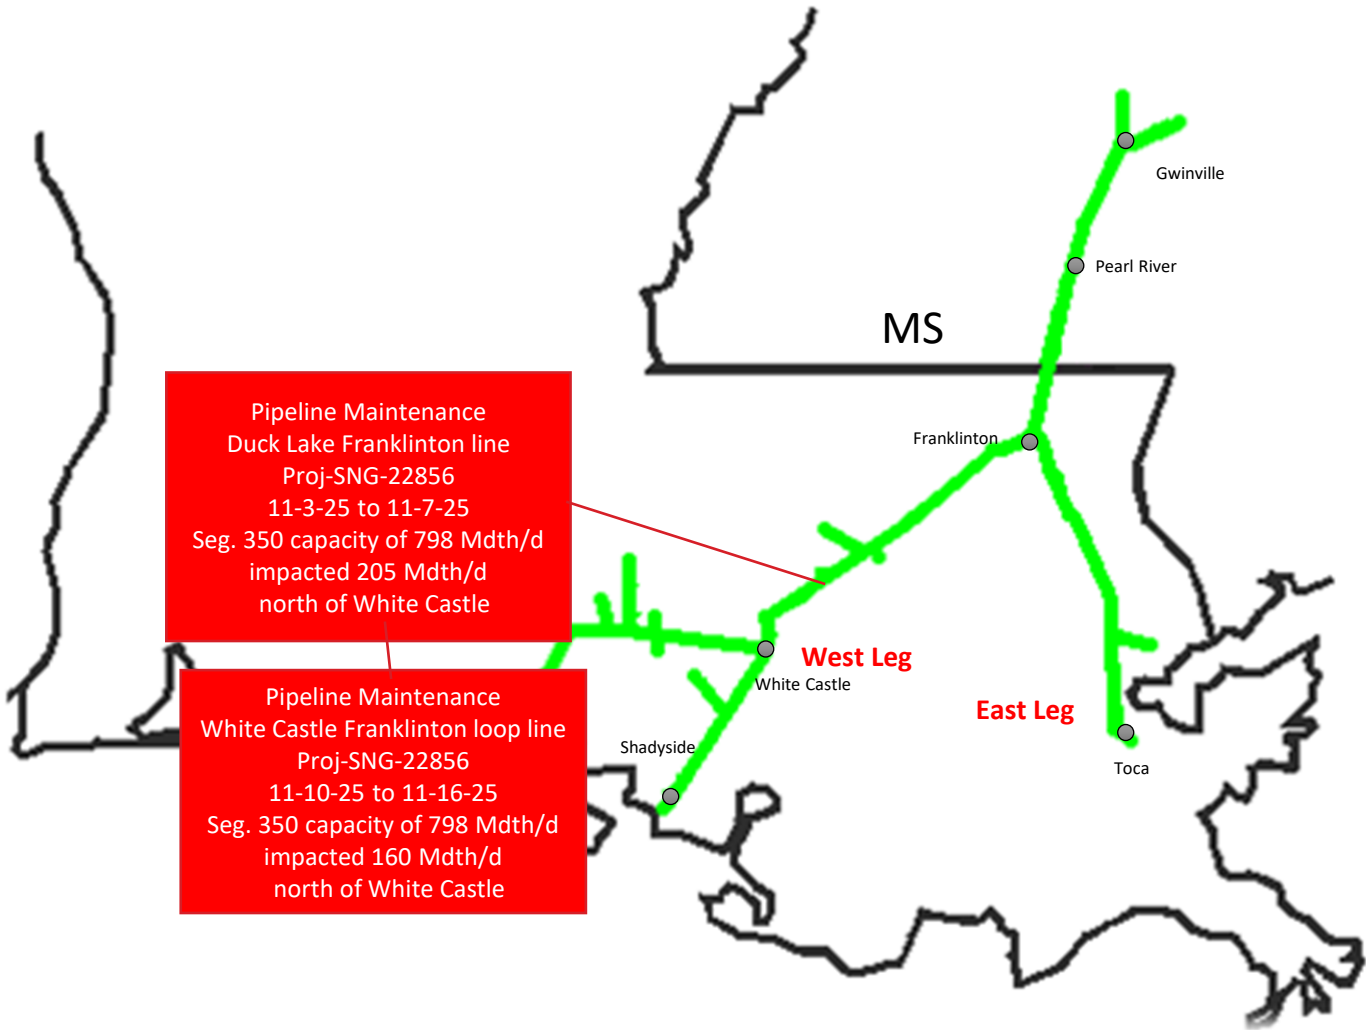 Gwinville
Pearl River
MS
Pipeline Maintenance
Duck Lake Franklinton line
Proj-SNG-22856
11-3-25 to 11-7-25
Seg. 350 capacity of 798 Mdth/d
impacted 205 Mdth/d
north of White Castle
Franklinton
West Leg
White Castle
East Leg
Shadyside
Toca
Pipeline Maintenance
White Castle Franklinton loop line
Proj-SNG-22856
11-10-25 to 11-16-25
Seg. 350 capacity of 798 Mdth/d
impacted 160 Mdth/d
north of White Castle